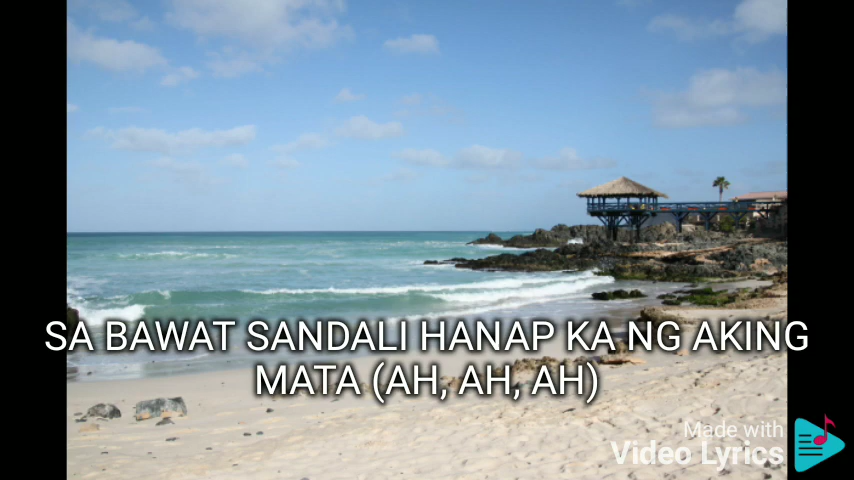 SA BAWAT SANDALI HANAP KA NG AKING
MATA (AH, AH, AH)
Made with
Video Lyrics